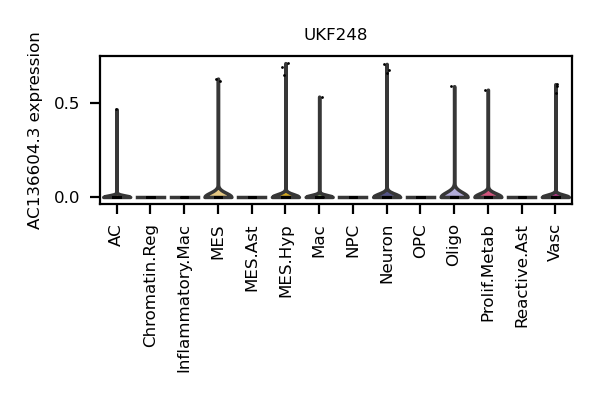 UKF248
AC136604.3 expression
0.5
0.0
AC
Chromatin.Reg
Inflammatory.Mac
MES
MES.Ast
MES.Hyp
Mac
NPC
Neuron
OPC
Oligo
Prolif.Metab
Reactive.Ast
Vasc